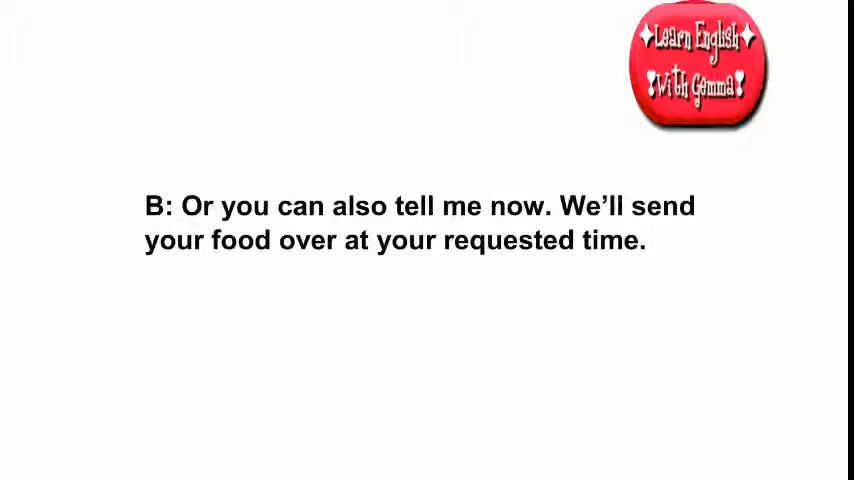 ✦Learn English✦
❣With Gemma❣
B: Or you can also tell me now. We’ll send
your food over at your requested time.